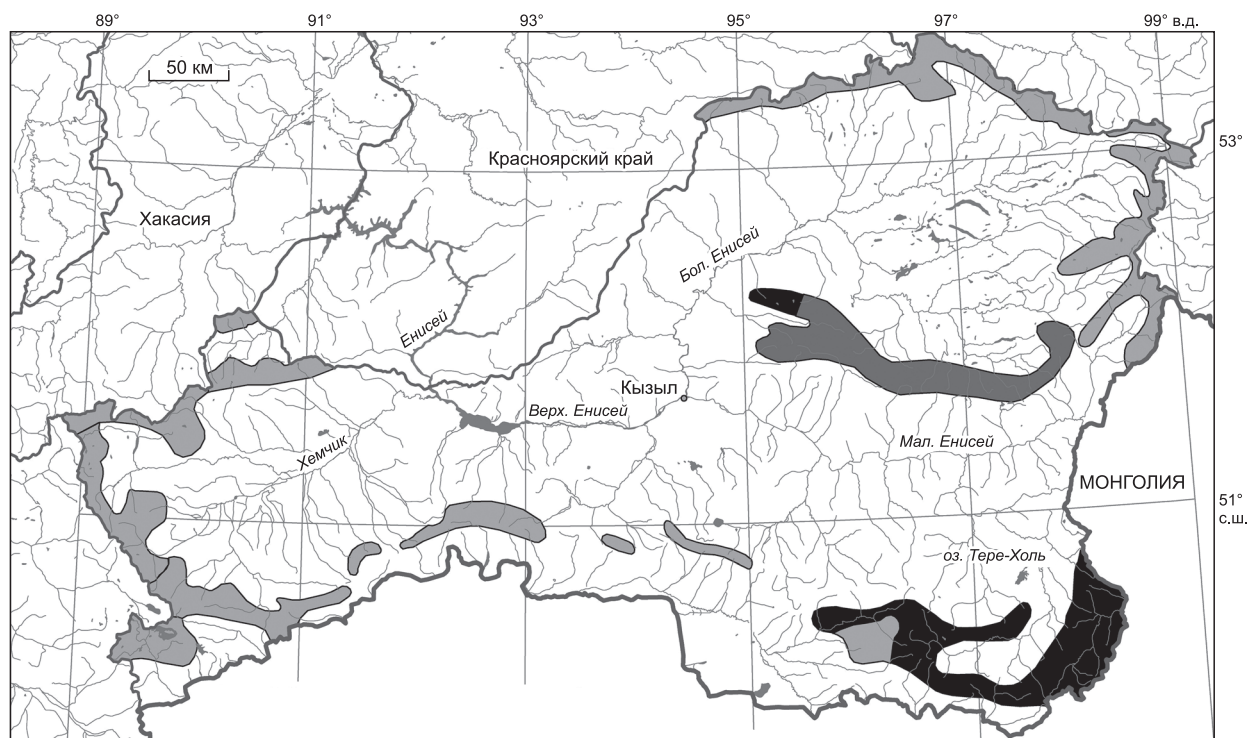 89° 91° 93° 95° 97° 99° в.д.
50 км
53°
Красноярский край
Хакасия
Бол. Енисей
Енисей
Кызыл
Верх. Енисей
Хемчик
Мал. Енисей
МОНГОЛИЯ
51°
с.ш.
оз. Тере-Холь